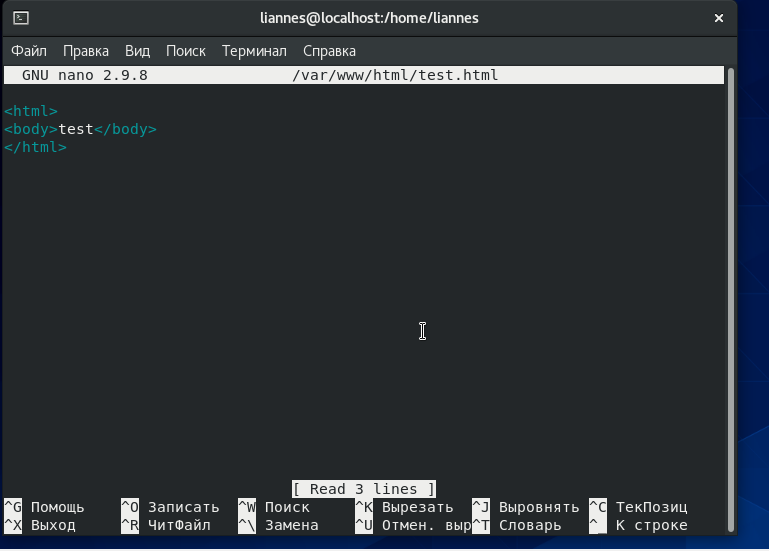 liannes@localhost:/home/liannes
Файл Правка Вид Поиск Терминал Справка
GNU nano 2.9.8 /var/www/html/test.html
<html>
<body>test</body>
</html>
[ Read 3 lines ]
^G Помощь ^O Записать ^W Поиск ^K Вырезать ^J Выровнять ^C ТекПозиц
^X Выход ^R ЧитФайл ^\ Замена ^U Отмен. выр^T Словарь ^_ К строке